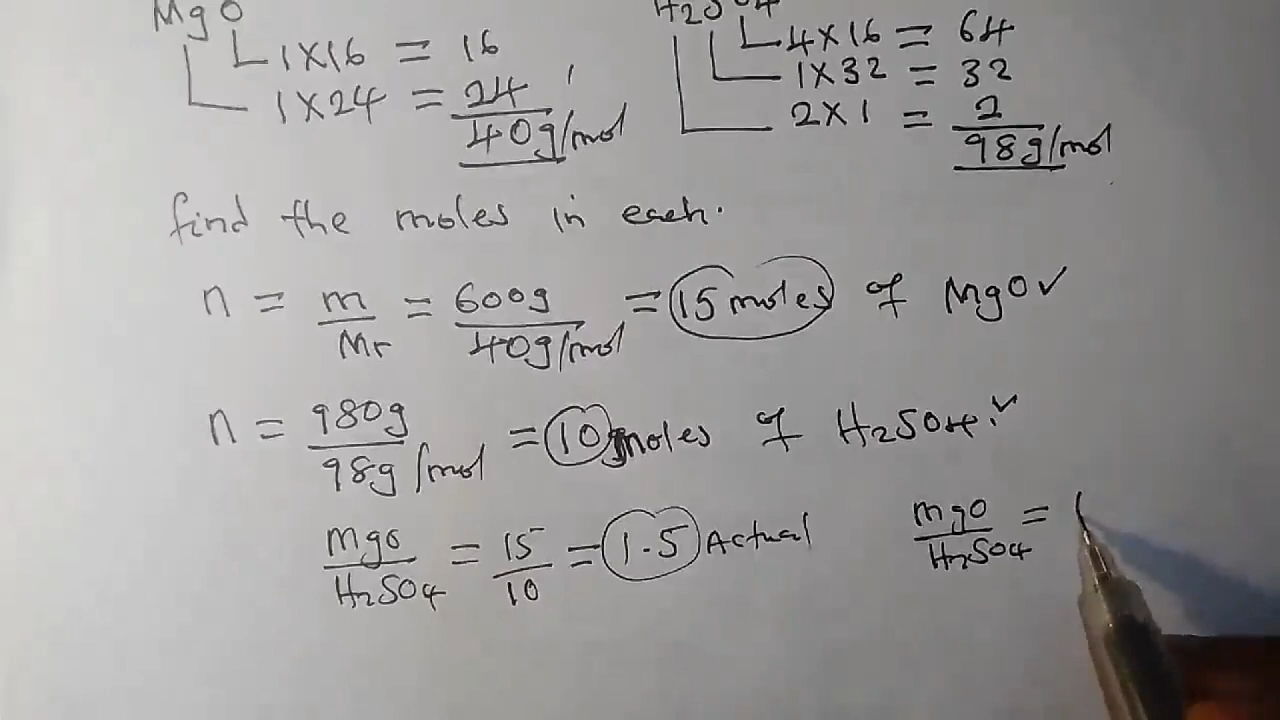 MgO H2SO4
1X16 = 16 4X16 = 64
1X24 = 24 1X32 = 32
40g/mol 2X1 = 2
98g/mol
find the moles in each.
n = m/Mr = 600g/40g/mol = 15 moles of MgO ✓
n = 980g/98g/mol = 10 moles of H2SO4. ✓
MgO/H2SO4 = 15/10 = 1.5 Actual MgO/H2SO4 =